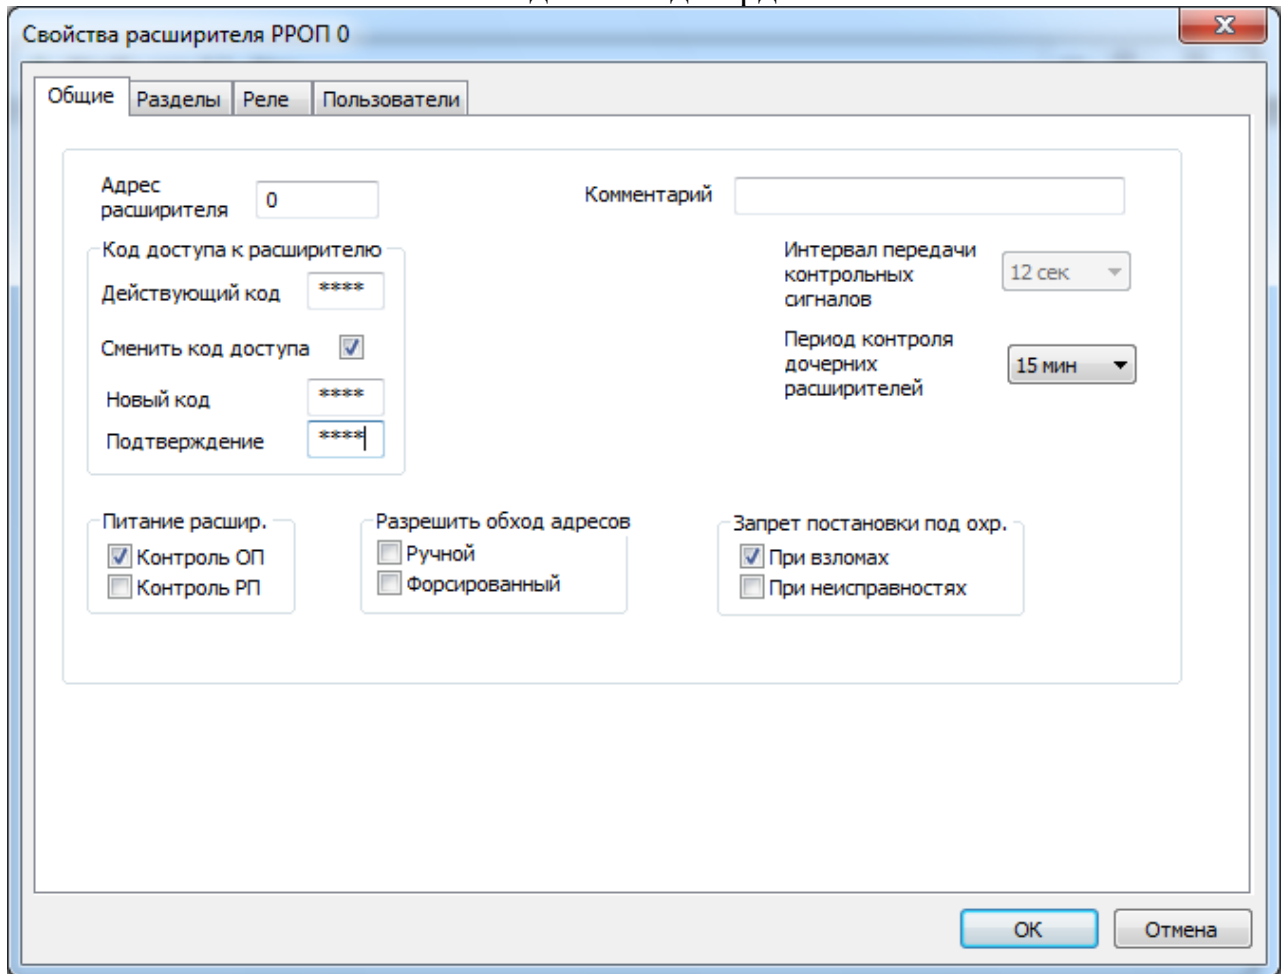 Свойства расширителя РРОП 0
Общие Разделы Реле Пользователи
Адрес
расширителя 0
Комментарий
Код доступа к расширителю
Действующий код ****
Сменить код доступа
Новый код ****
Подтверждение ****
Интервал передачи
контрольных
сигналов
12 сек
Период контроля
дочерних
расширителей
15 мин
Питание расшир.
Контроль ОП
Контроль РП
Разрешить обход адресов
Ручной
Форсированный
Запрет постановки под охр.
При взломах
При неисправностях
OK Отмена